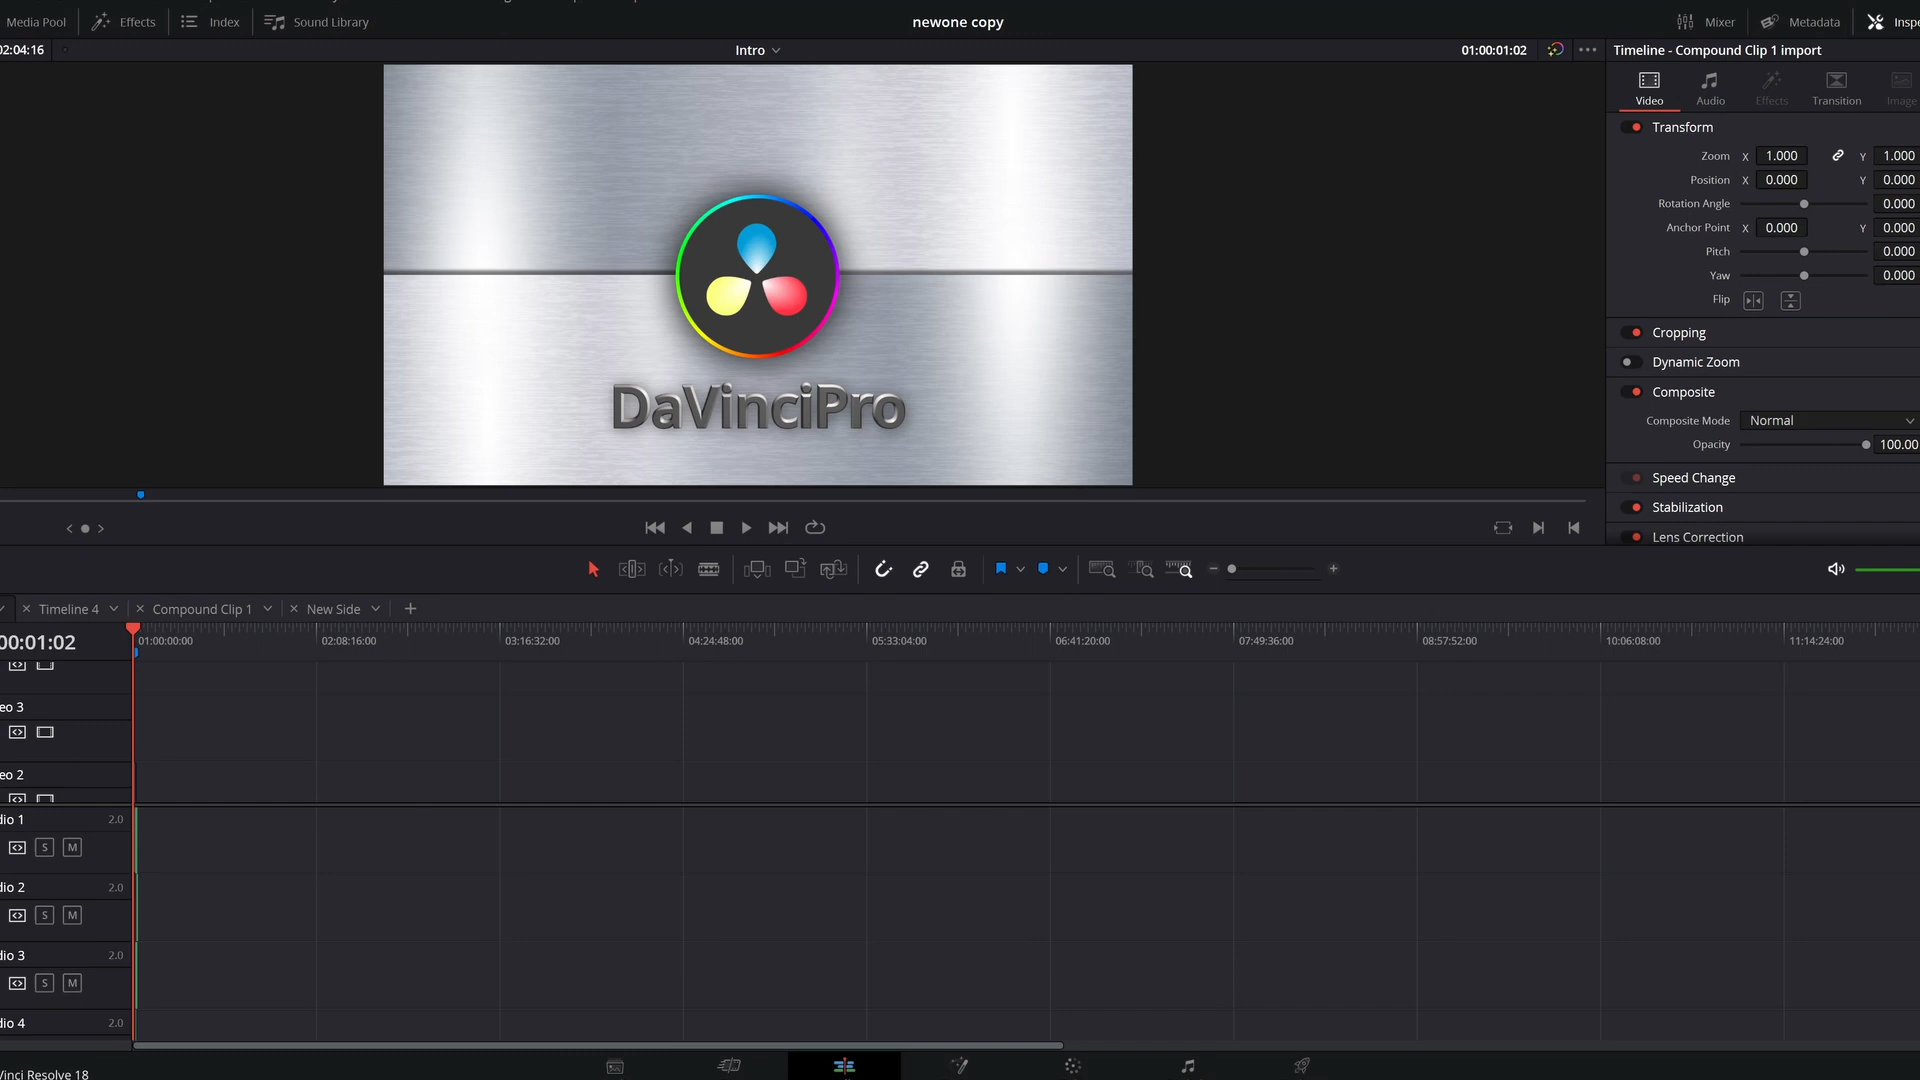 Media Pool Effects Index Sound Library newone copy Mixer Metadata Inspe
02:04:16 Intro 01:00:01:02 Timeline - Compound Clip 1 import
Video Audio Effects Transition Image
Transform
Zoom X 1.000 Y 1.000
Position X 0.000 Y 0.000
Rotation Angle 0.000
Anchor Point X 0.000 Y 0.000
Pitch 0.000
Yaw 0.000
Flip
Cropping
Dynamic Zoom
Composite
Composite Mode Normal
Opacity 100.00
Speed Change
Stabilization
Lens Correction
DaVinciPro
Timeline 4 Compound Clip 1 New Side
00:01:02 01:00:00:00 02:08:16:00 03:16:32:00 04:24:48:00 05:33:04:00 06:41:20:00 07:49:36:00 08:57:52:00 10:06:08:00 11:14:24:00
eo 3
eo 2
dio 1 2.0
S M
dio 2 2.0
S M
dio 3 2.0
S M
dio 4 2.0
Vinci Resolve 18